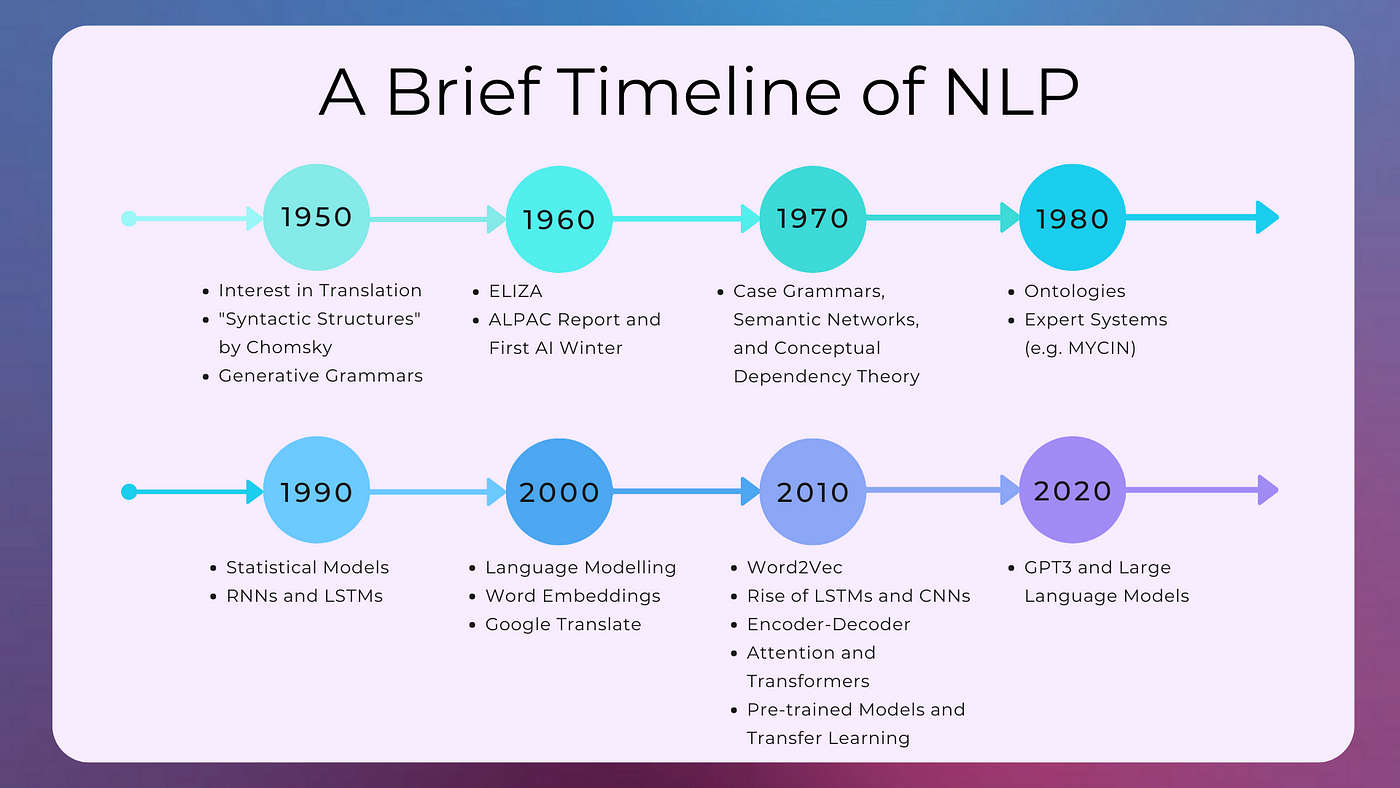 A Brief Timeline of NLP
1950
• Interest in Translation
• "Syntactic Structures"
by Chomsky
• Generative Grammars
1960
• ELIZA
• ALPAC Report and
First AI Winter
1970
• Case Grammars,
Semantic Networks,
and Conceptual
Dependency Theory
1980
• Ontologies
• Expert Systems
(e.g. MYCIN)
1990
• Statistical Models
• RNNs and LSTMs
2000
• Language Modelling
• Word Embeddings
• Google Translate
2010
• Word2Vec
• Rise of LSTMs and CNNs
• Encoder-Decoder
• Attention and
Transformers
• Pre-trained Models and
Transfer Learning
2020
• GPT3 and Large
Language Models